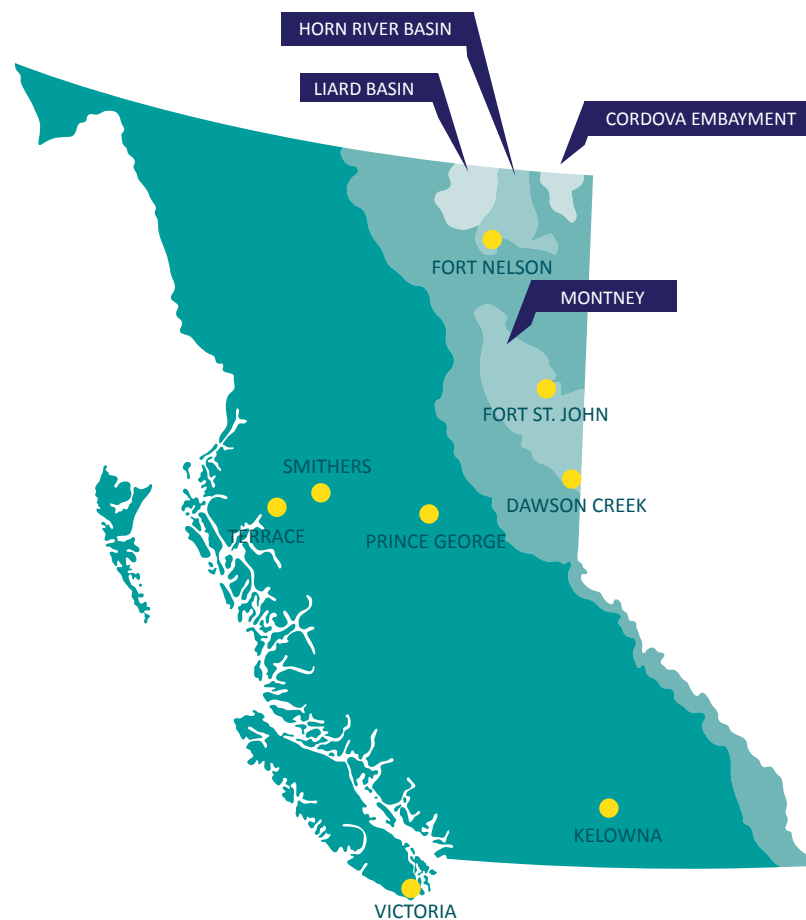 HORN RIVER BASIN
LIARD BASIN
CORDOVA EMBAYMENT
FORT NELSON
MONTNEY
FORT ST. JOHN
SMITHERS
DAWSON CREEK
TERRACE
PRINCE GEORGE
KELOWNA
VICTORIA